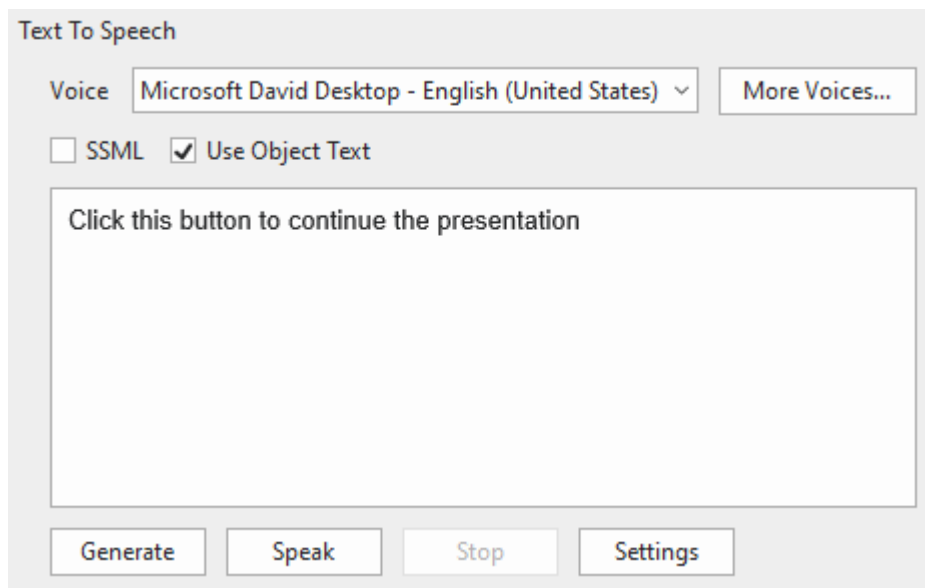 Text To Speech
Voice Microsoft David Desktop - English (United States) More Voices...
SSML Use Object Text
Click this button to continue the presentation
Generate Speak Stop Settings